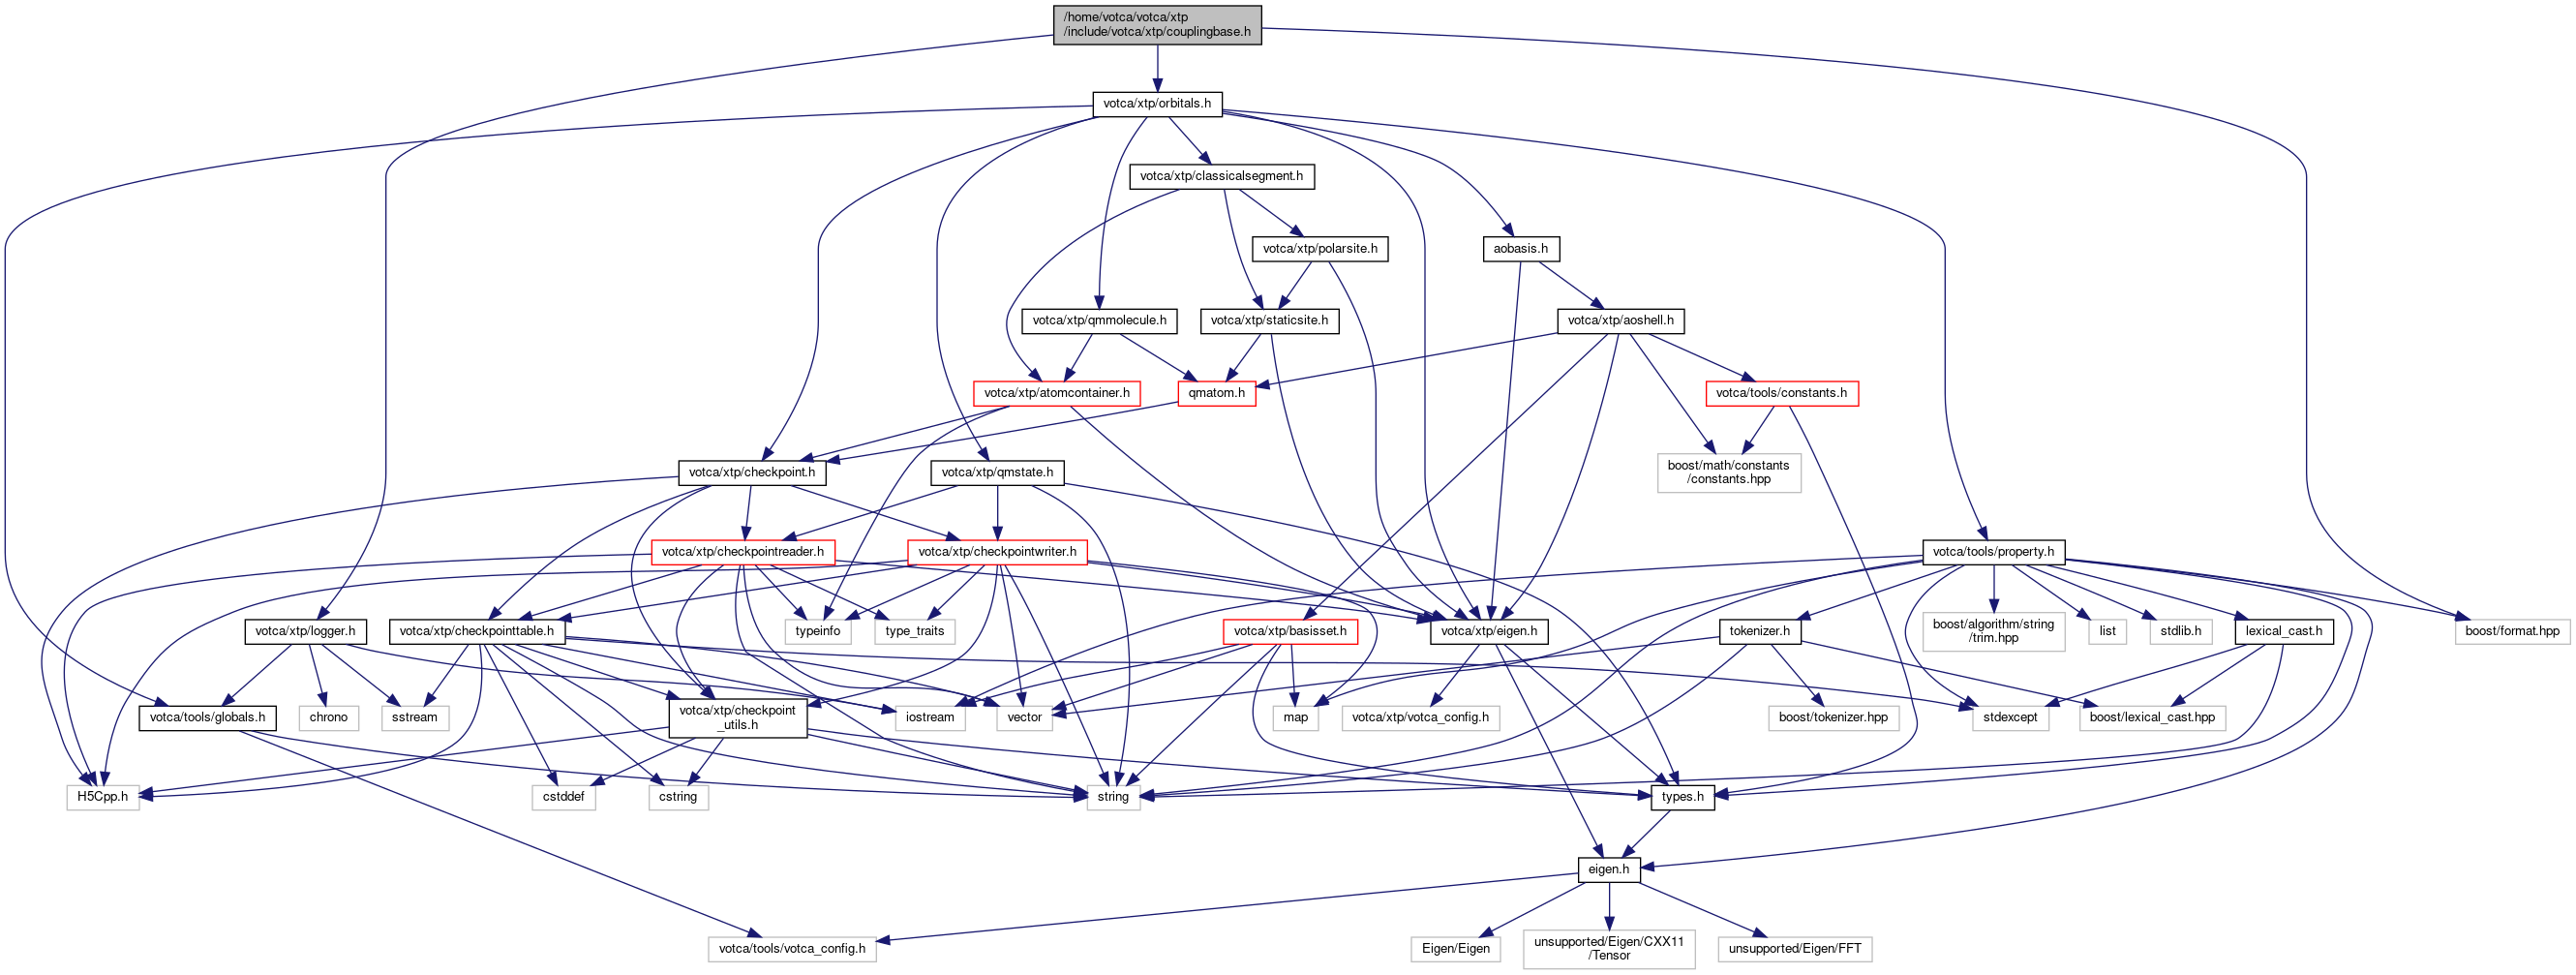 /home/votca/votca/xtp
/include/votca/xtp/couplingbase.h
votca/xtp/orbitals.h
votca/xtp/classicalsegment.h
votca/xtp/polarsite.h
aobasis.h
votca/xtp/qmmolecule.h
votca/xtp/staticsite.h
votca/xtp/aoshell.h
votca/xtp/atomcontainer.h
qmatom.h
votca/tools/constants.h
votca/xtp/checkpoint.h
votca/xtp/qmstate.h
boost/math/constants
/constants.hpp
votca/xtp/checkpointreader.h
votca/xtp/checkpointwriter.h
votca/tools/property.h
votca/xtp/logger.h
votca/xtp/checkpointtable.h
typeinfo
type_traits
votca/xtp/basisset.h
votca/xtp/eigen.h
tokenizer.h
boost/algorithm/string
/trim.hpp
list
stdlib.h
lexical_cast.h
boost/format.hpp
votca/tools/globals.h
chrono
sstream
votca/xtp/checkpoint
_utils.h
iostream
vector
map
votca/xtp/votca_config.h
boost/tokenizer.hpp
stdexcept
boost/lexical_cast.hpp
H5Cpp.h
cstddef
cstring
string
types.h
eigen.h
votca/tools/votca_config.h
Eigen/Eigen
unsupported/Eigen/CXX11
/Tensor
unsupported/Eigen/FFT